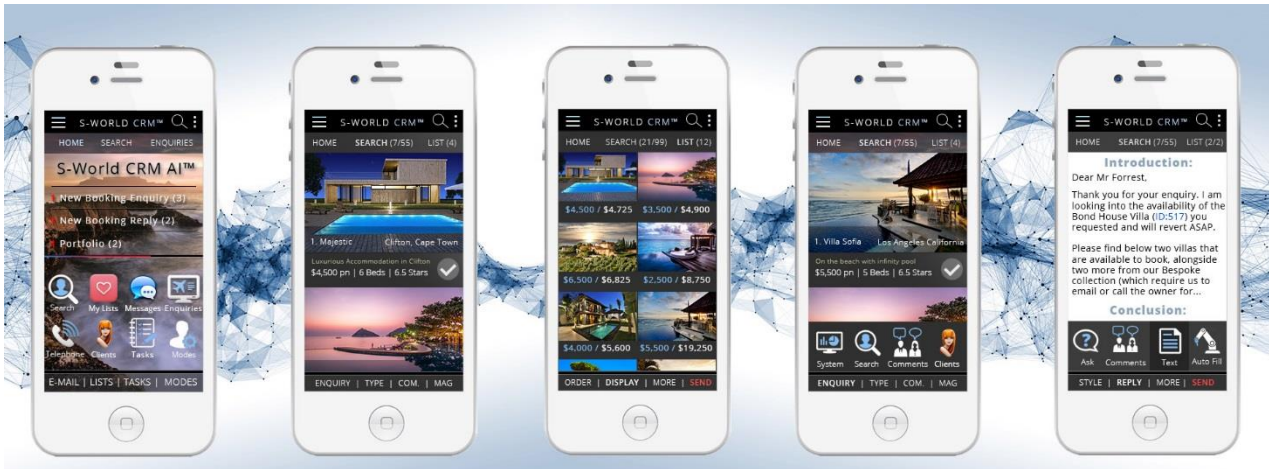 S-WORLD CRM™
HOME SEARCH ENQUIRIES
S-World CRM AI™
New Booking Enquiry (3)
New Booking Reply (2)
Portfolio (2)
Search My Lists Messages Enquiries
Telephone Clients Tasks Modes
E-MAIL | LISTS | TASKS | MODES
S-WORLD CRM™
HOME SEARCH (7/55) LIST (4)
1. Majestic Clifton, Cape Town
Luxurious Accommodation in Clifton
$4,500 pn | 6 Beds | 6.5 Stars
ENQUIRY | TYPE | COM. | MAG
S-WORLD CRM™
HOME SEARCH (21/99) LIST (12)
$4,500 / $4,725 $3,500 / $4,900
$6,500 / $6,825 $2,500 / $8,750
$4,000 / $5,600 $5,500 / $19,250
ORDER | DISPLAY | MORE | SEND
S-WORLD CRM™
HOME SEARCH (7/55) LIST (4)
1. Villa Sofia Los Angeles California
On the beach with infinity pool
$5,500 pn | 5 Beds | 6.5 Stars
System Search Comments Clients
ENQUIRY | TYPE | COM. | MAG
S-WORLD CRM™
HOME SEARCH (7/55) LIST (2/2)
Introduction:
Dear Mr Forrest,
Thank you for your enquiry. I am
looking into the availability of the
Bond House Villa (ID:517) you
requested and will revert ASAP.
Please find below two villas that
are available to book, alongside
two more from our Bespoke
collection (which require us to
email or call the owner for...
Conclusion:
Ask Comments Text Auto Fill
STYLE | REPLY | MORE | SEND